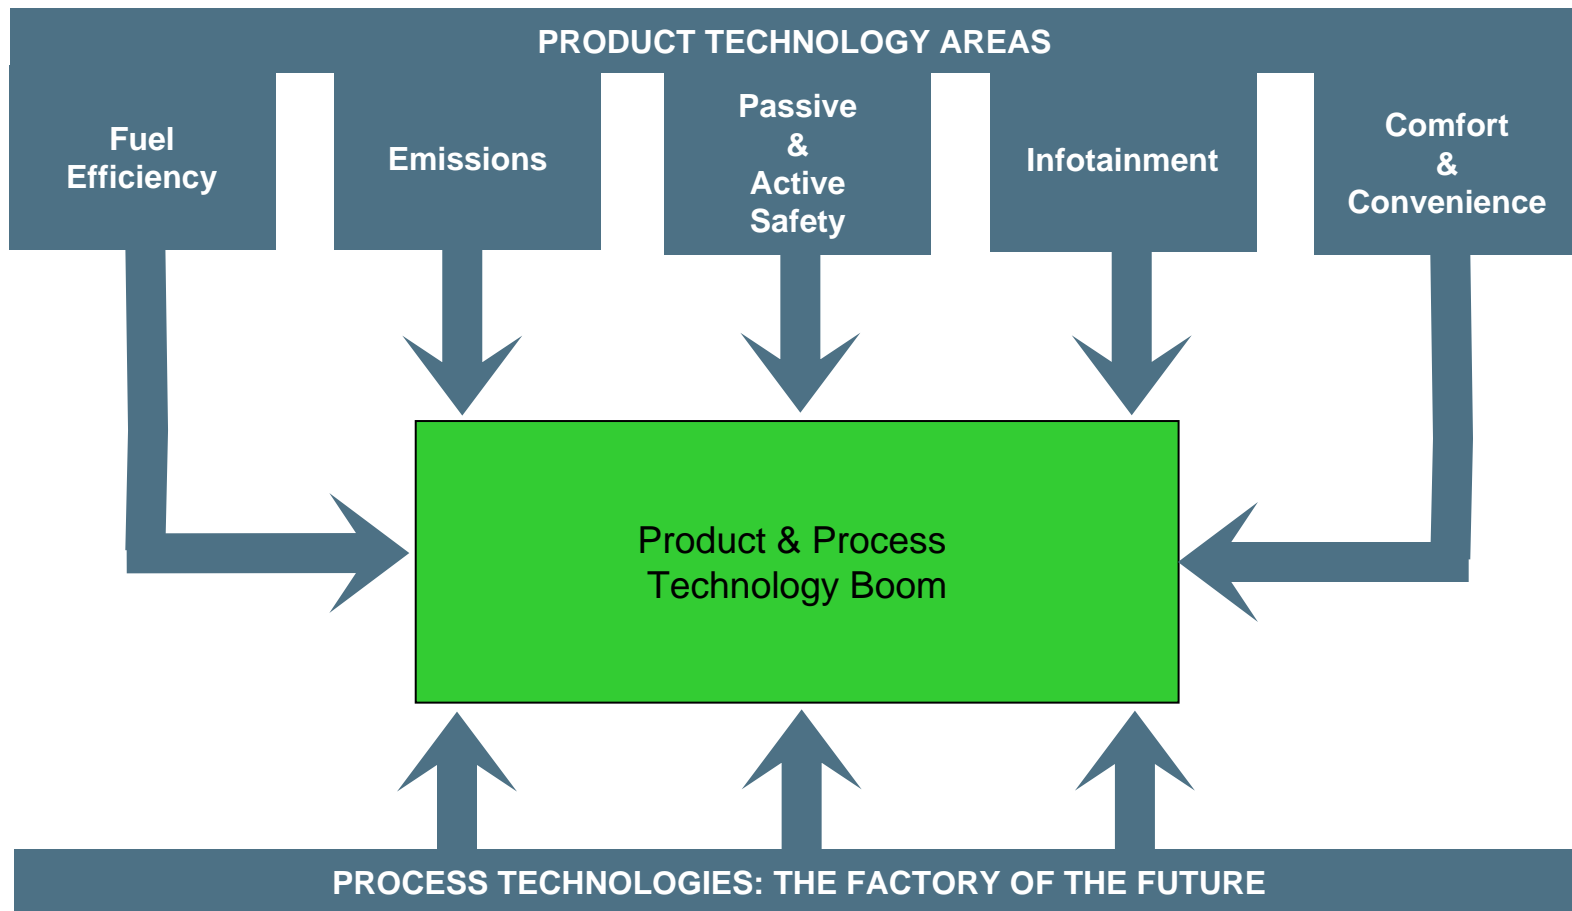 PRODUCT TECHNOLOGY AREAS
Fuel
Efficiency
Emissions
Passive
&
Active
Safety
Infotainment
Comfort
&
Convenience
Product & Process
Technology Boom
PROCESS TECHNOLOGIES: THE FACTORY OF THE FUTURE